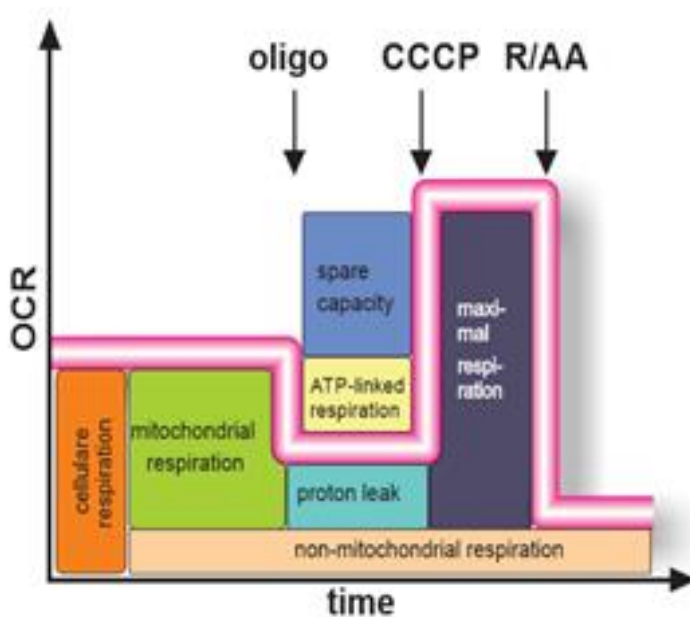 oligo CCCP R/AA
OCR
spare
capacity
ATP-linked
respiration
maxi-
mal
respi-
ration
cellulare
respiration
mitochondrial
respiration
proton leak
non-mitochondrial respiration
time